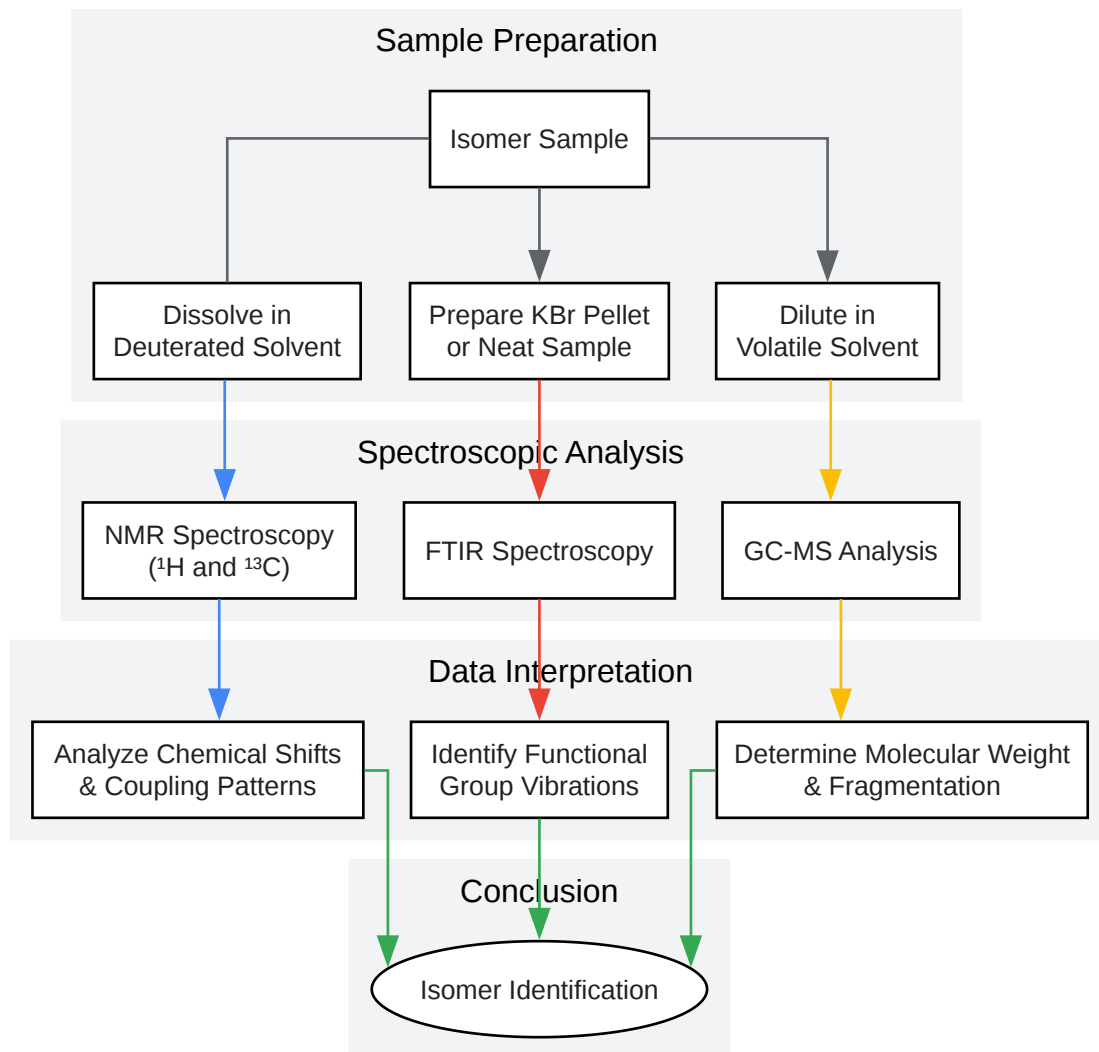 Sample Preparation
Isomer Sample
Dissolve in
Deuterated Solvent
Prepare KBr Pellet
or Neat Sample
Dilute in
Volatile Solvent
Spectroscopic Analysis
NMR Spectroscopy
(¹H and ¹³C)
FTIR Spectroscopy
GC-MS Analysis
Data Interpretation
Analyze Chemical Shifts
& Coupling Patterns
Identify Functional
Group Vibrations
Determine Molecular Weight
& Fragmentation
Conclusion
Isomer Identification